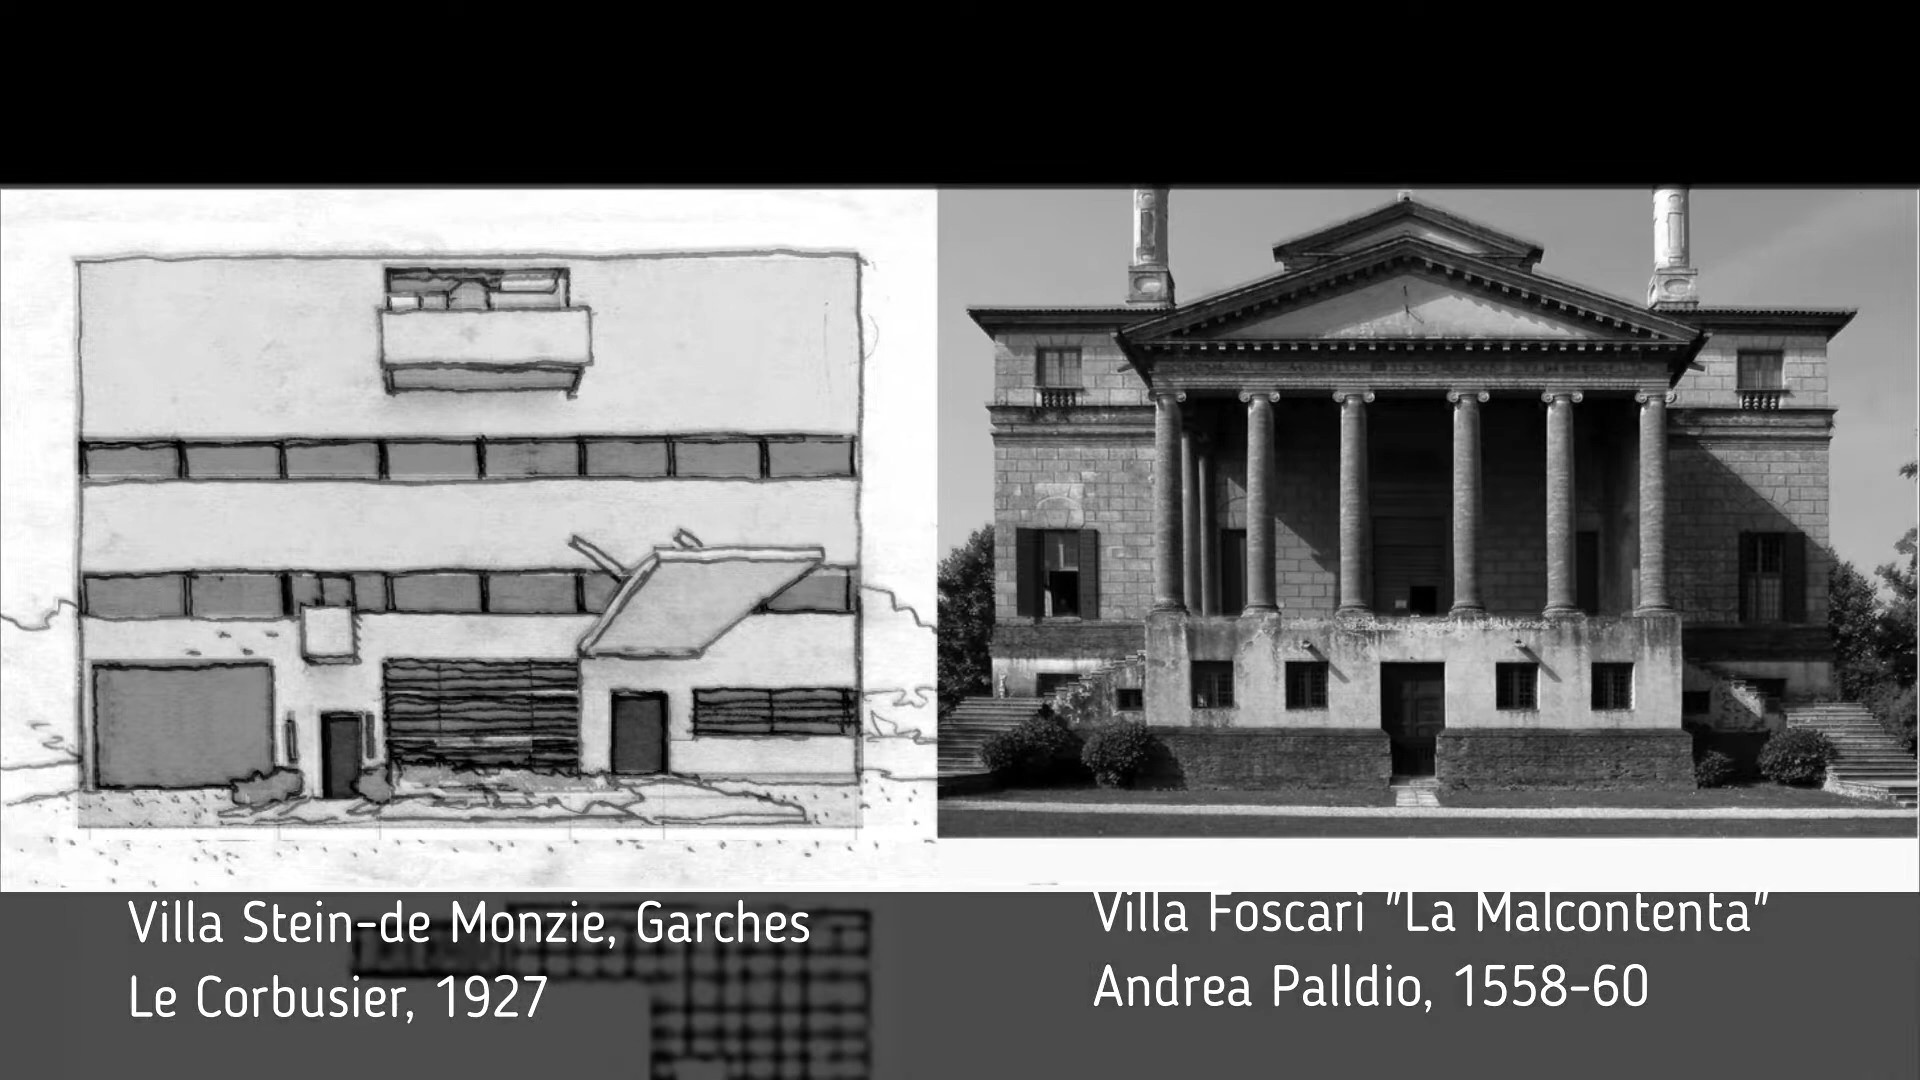 Villa Stein-de Monzie, Garches
Le Corbusier, 1927
Villa Foscari "La Malcontenta"
Andrea Palldio, 1558-60